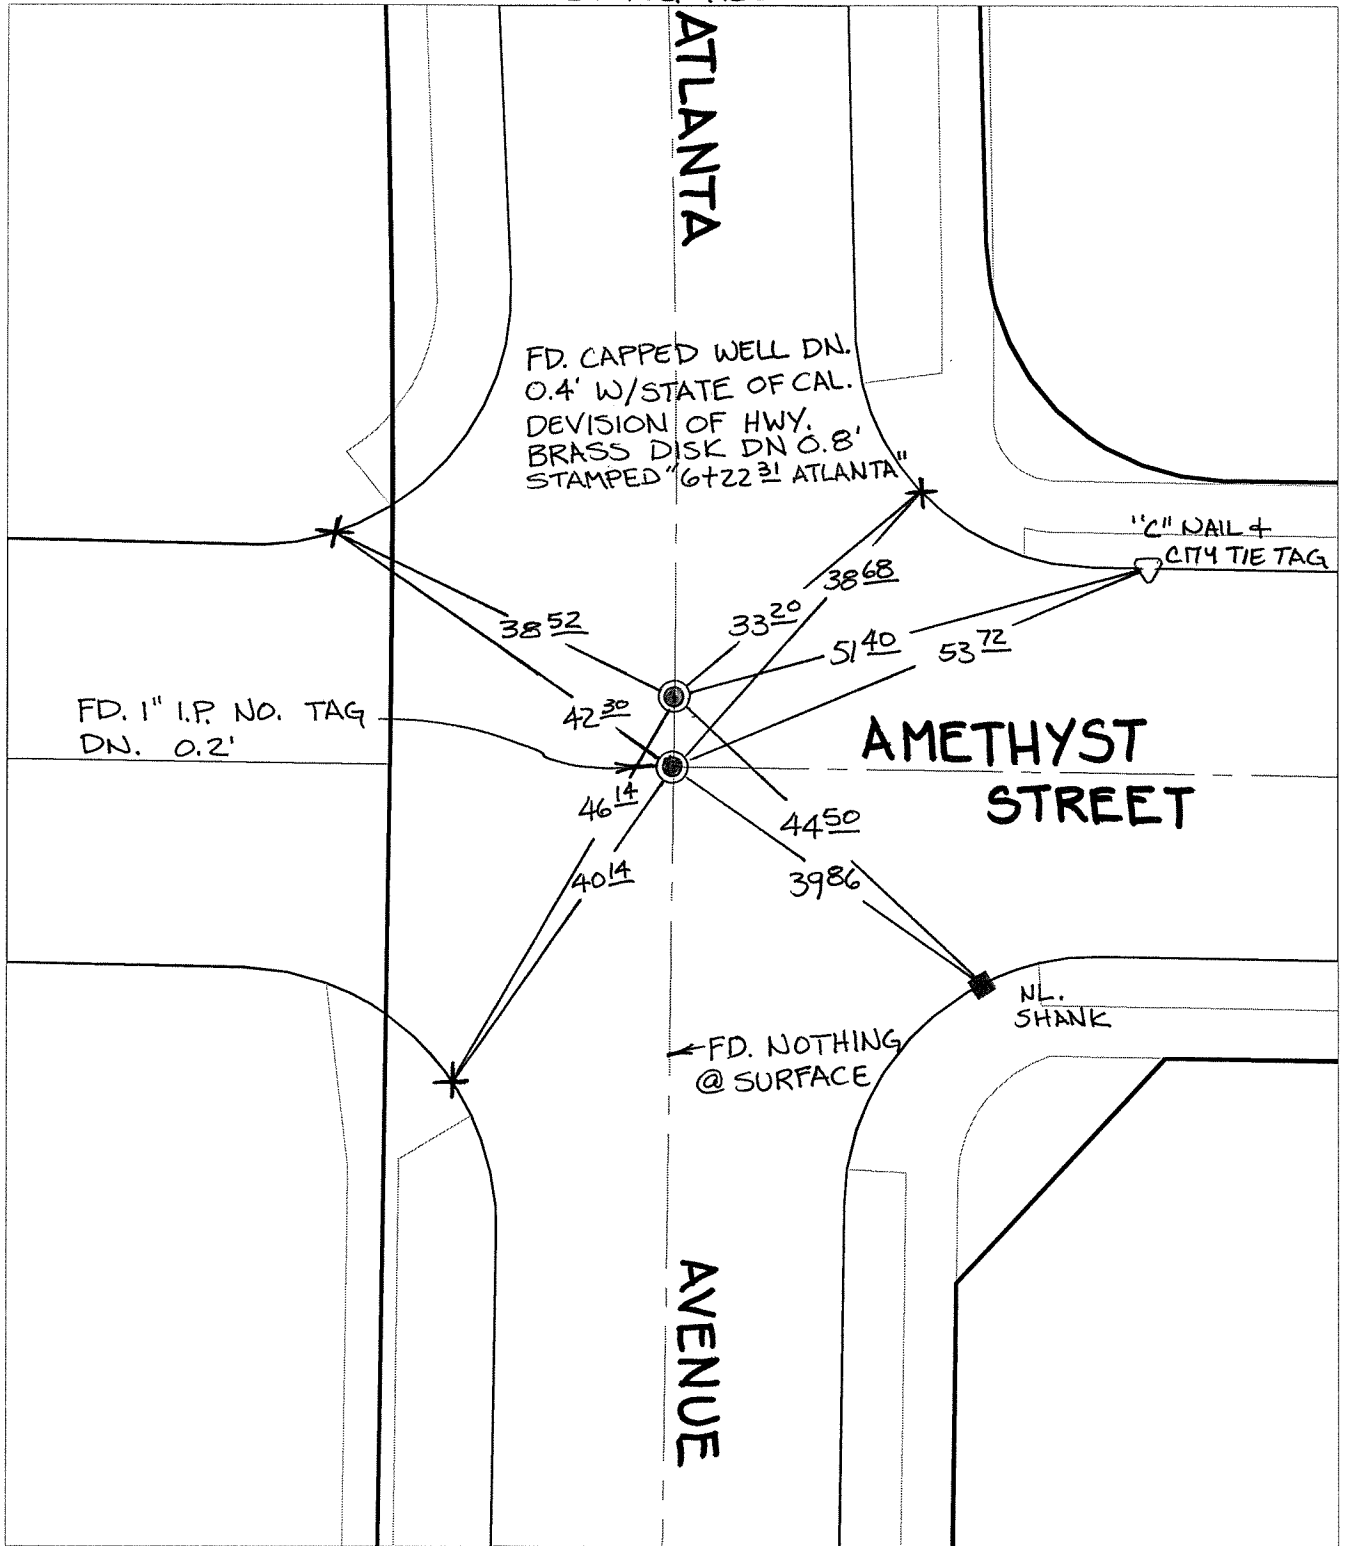 ATLANTA
FD. CAPPED WELL DN.
0.4' W/STATE OF CAL.
DEVISION OF HWY.
BRASS DISK DN 0.8'
STAMPED "6+22 31 ATLANTA"
"C" NAIL +
CITY TIE TAG
38 68
33 20
38 52
51 40
53 72
FD. 1" I.P. NO. TAG
DN. 0.2'
42 30
AMETHYST
STREET
46 14
44 50
40 14
39 86
NL.
SHANK
FD. NOTHING
@ SURFACE
AVENUE